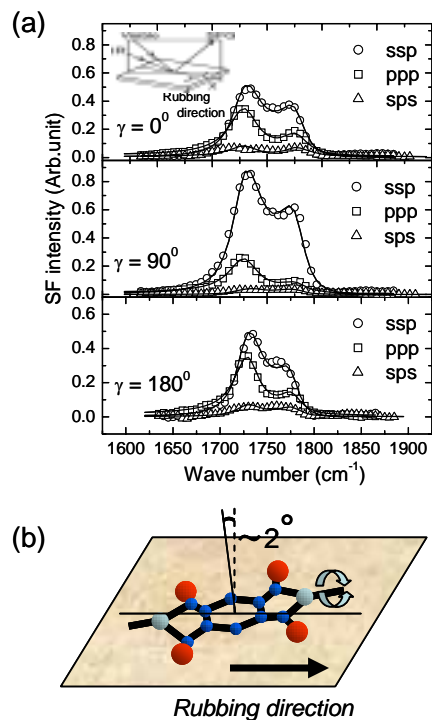 (a)
IR
Rubbing
direction
0.8
0.6
0.4
0.2
0.0
γ = 0⁰
ssp
ppp
sps
SF intensity (Arb.unit)
0.8
0.6
0.4
0.2
0.0
γ = 90⁰
ssp
ppp
sps
0.6
0.4
0.2
0.0
γ = 180⁰
ssp
ppp
sps
1600 1650 1700 1750 1800 1850 1900
Wave number (cm⁻¹)
(b)
~2°
Rubbing direction